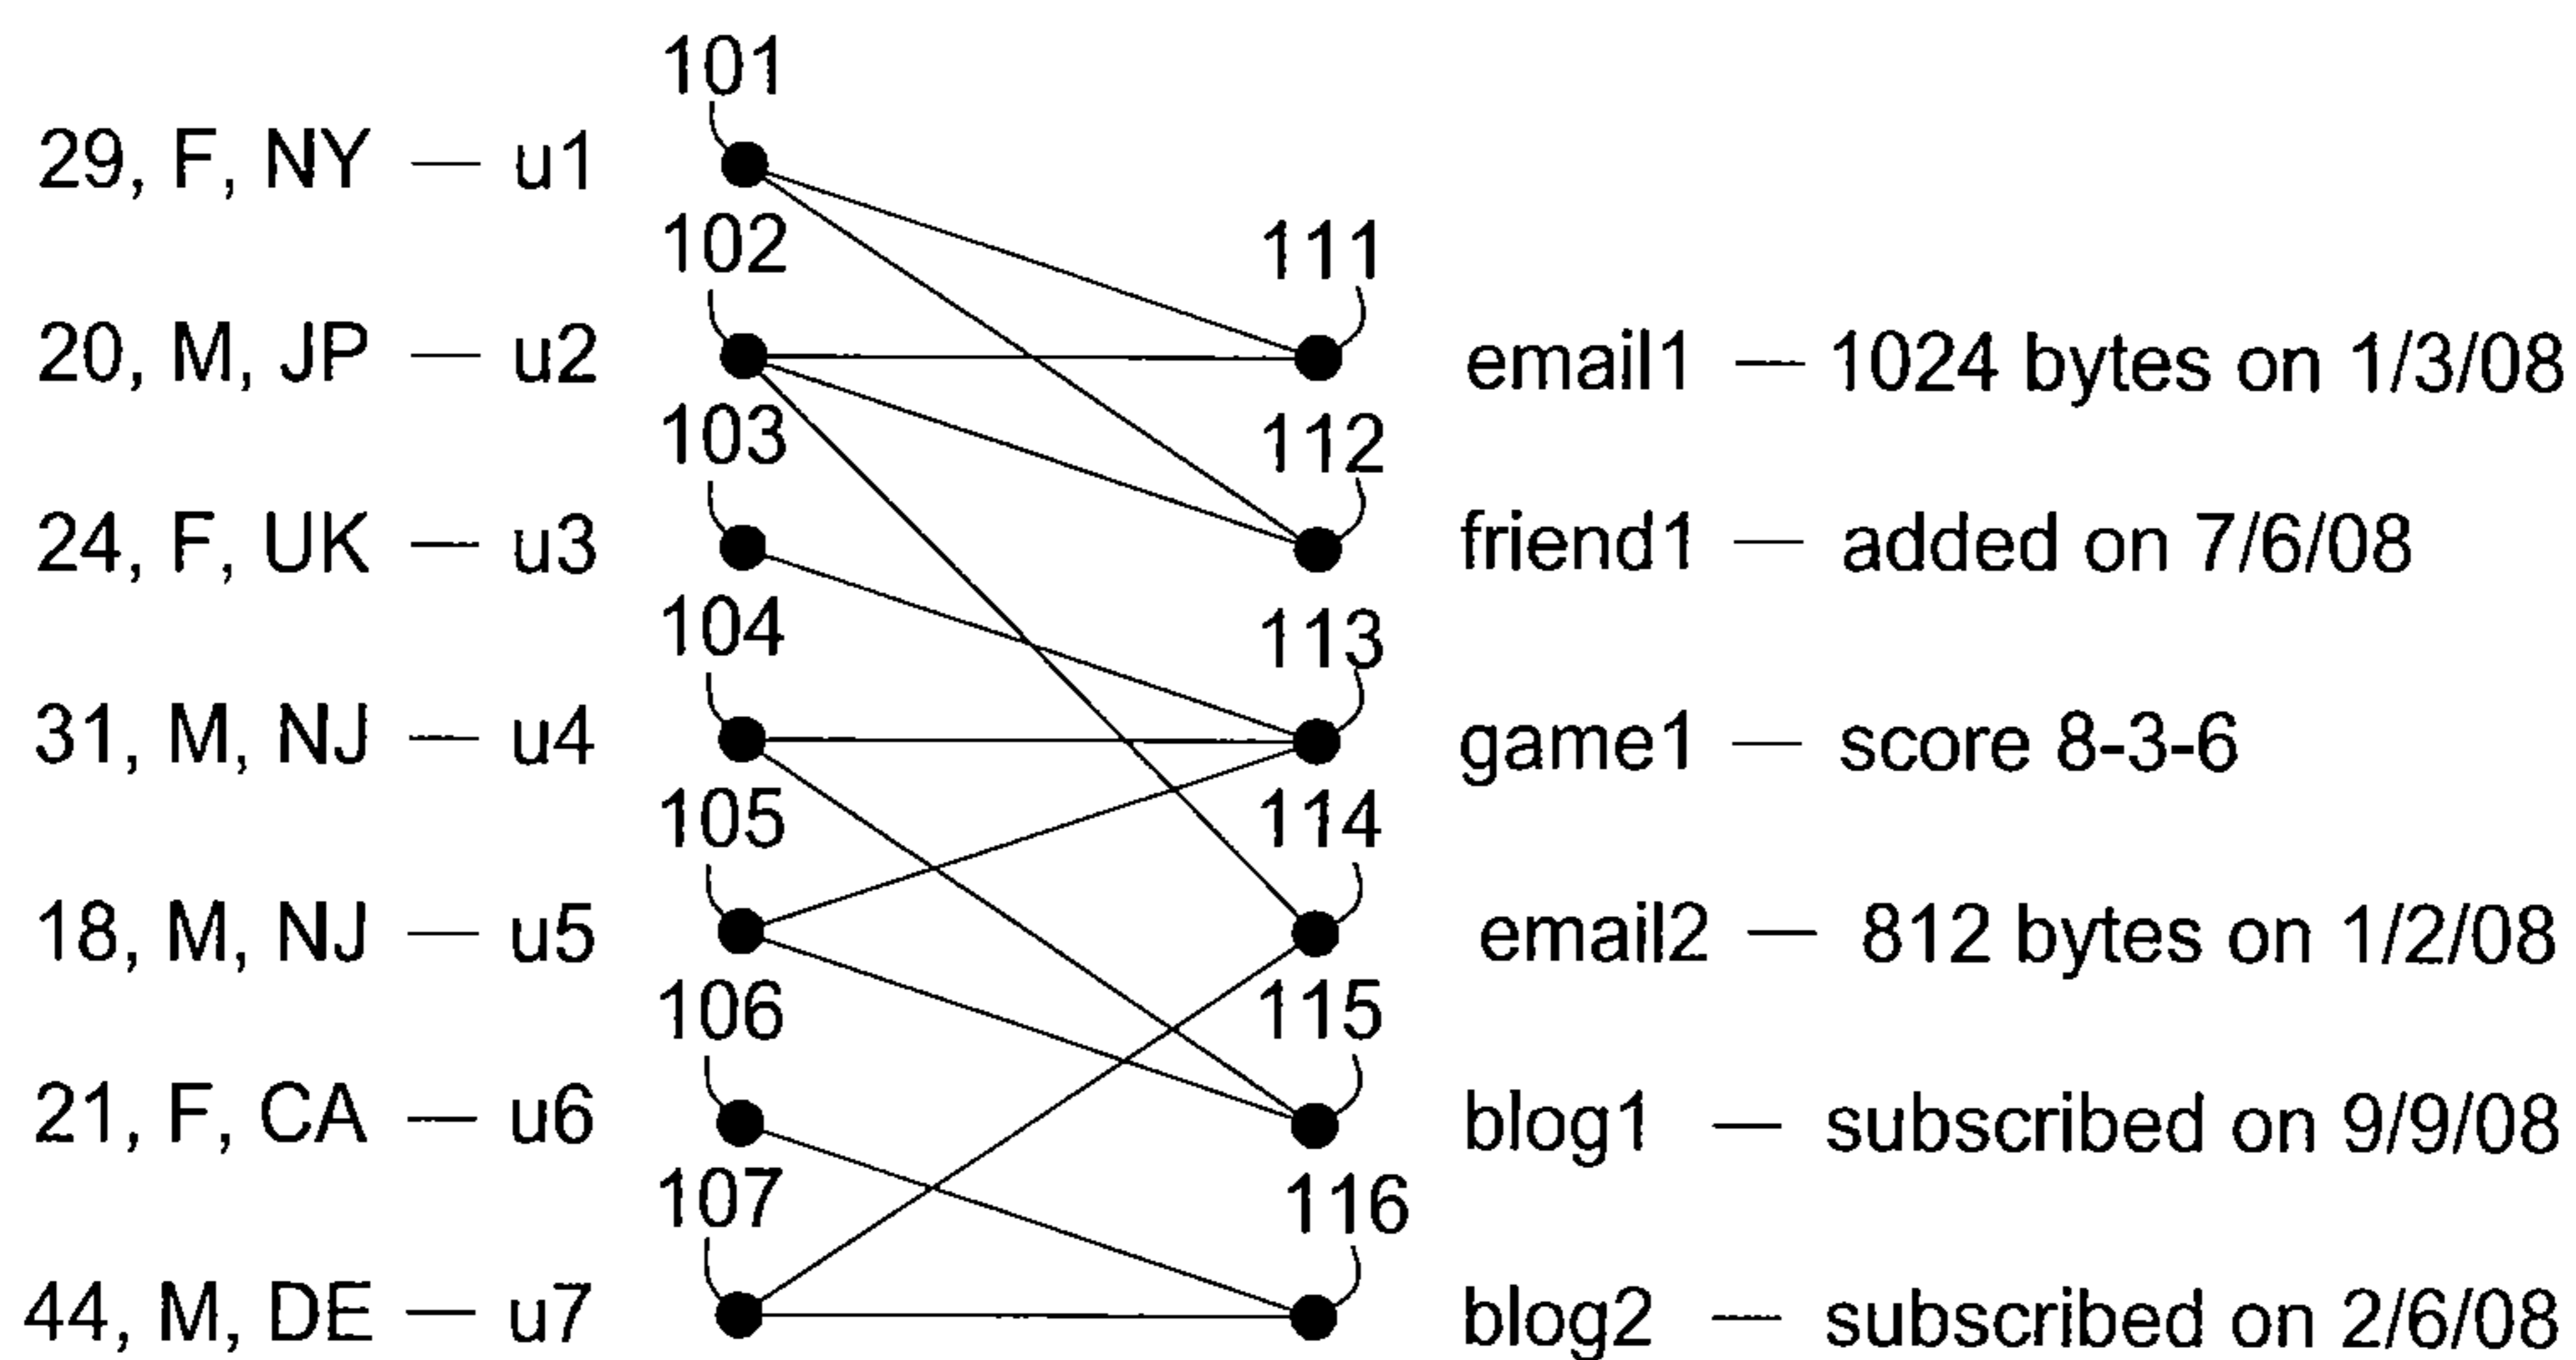 101
29, F, NY — u1
102
111
20, M, JP — u2
email1 — 1024 bytes on 1/3/08
103
112
24, F, UK — u3
friend1 — added on 7/6/08
104
113
31, M, NJ — u4
game1 — score 8-3-6
105
114
18, M, NJ — u5
email2 — 812 bytes on 1/2/08
106
115
21, F, CA — u6
blog1 — subscribed on 9/9/08
107
116
44, M, DE — u7
blog2 — subscribed on 2/6/08